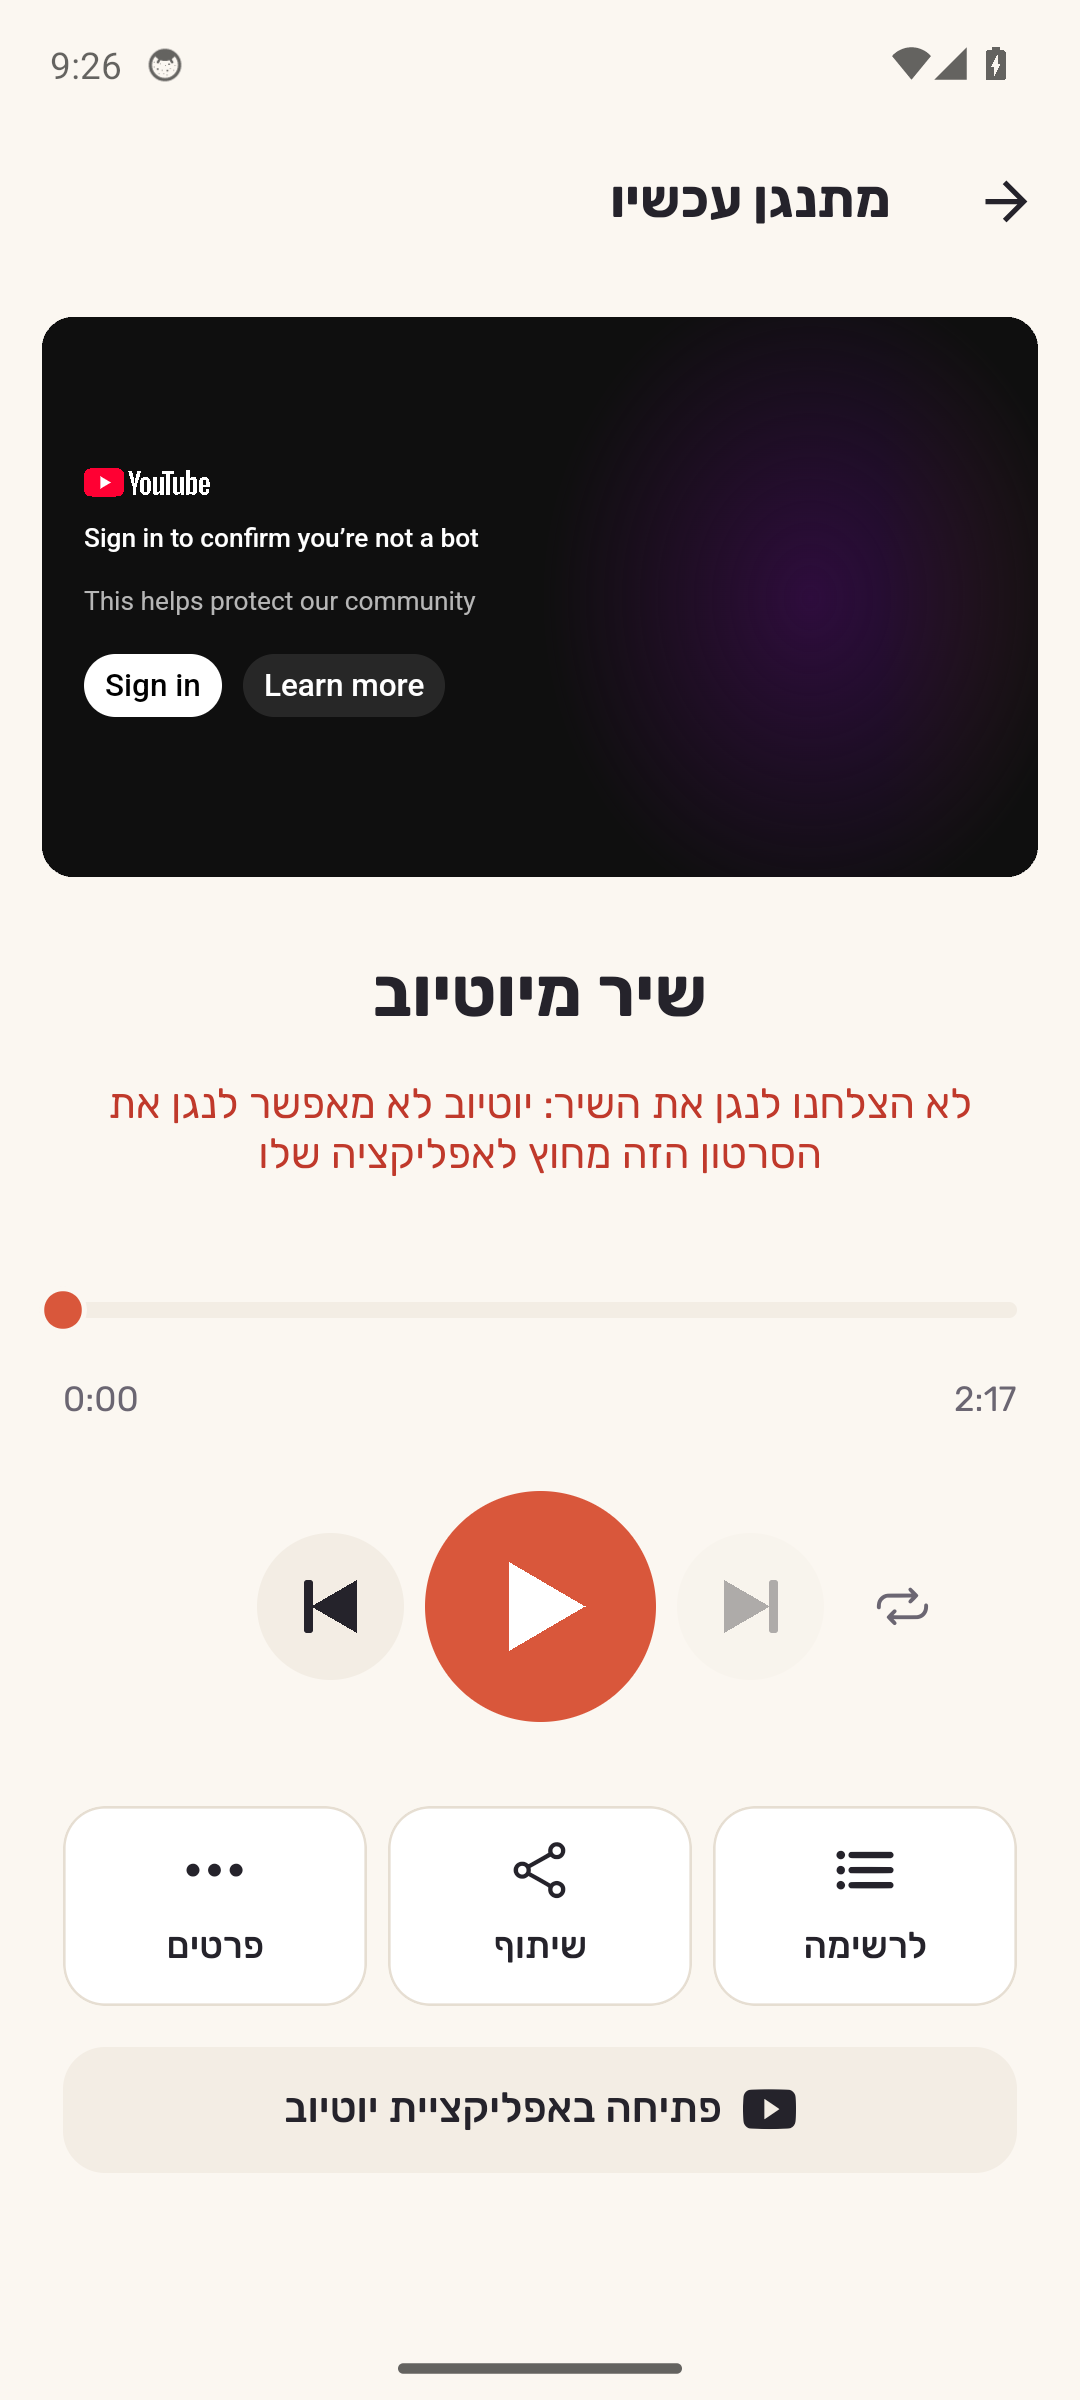 9:26
מתנגן עכשיו
YouTube
Sign in to confirm you’re not a bot
This helps protect our community
Sign in
Learn more
שיר מיוטיוב
לא הצלחנו לנגן את השיר: יוטיוב לא מאפשר לנגן את
הסרטון הזה מחוץ לאפליקציה שלו
0:00
2:17
לרשימה
שיתוף
פרטים
פתיחה באפליקציית יוטיוב